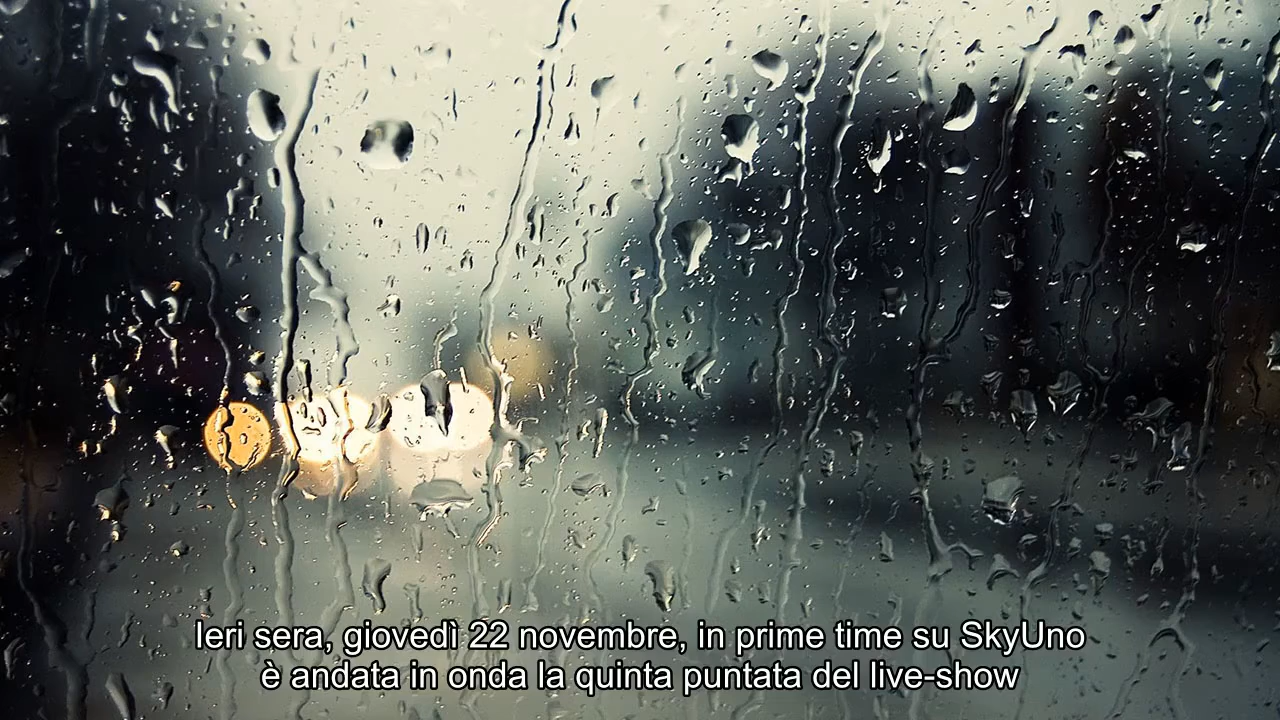 Ieri sera, giovedì 22 novembre, in prime time su SkyUno
è andata in onda la quinta puntata del live-show